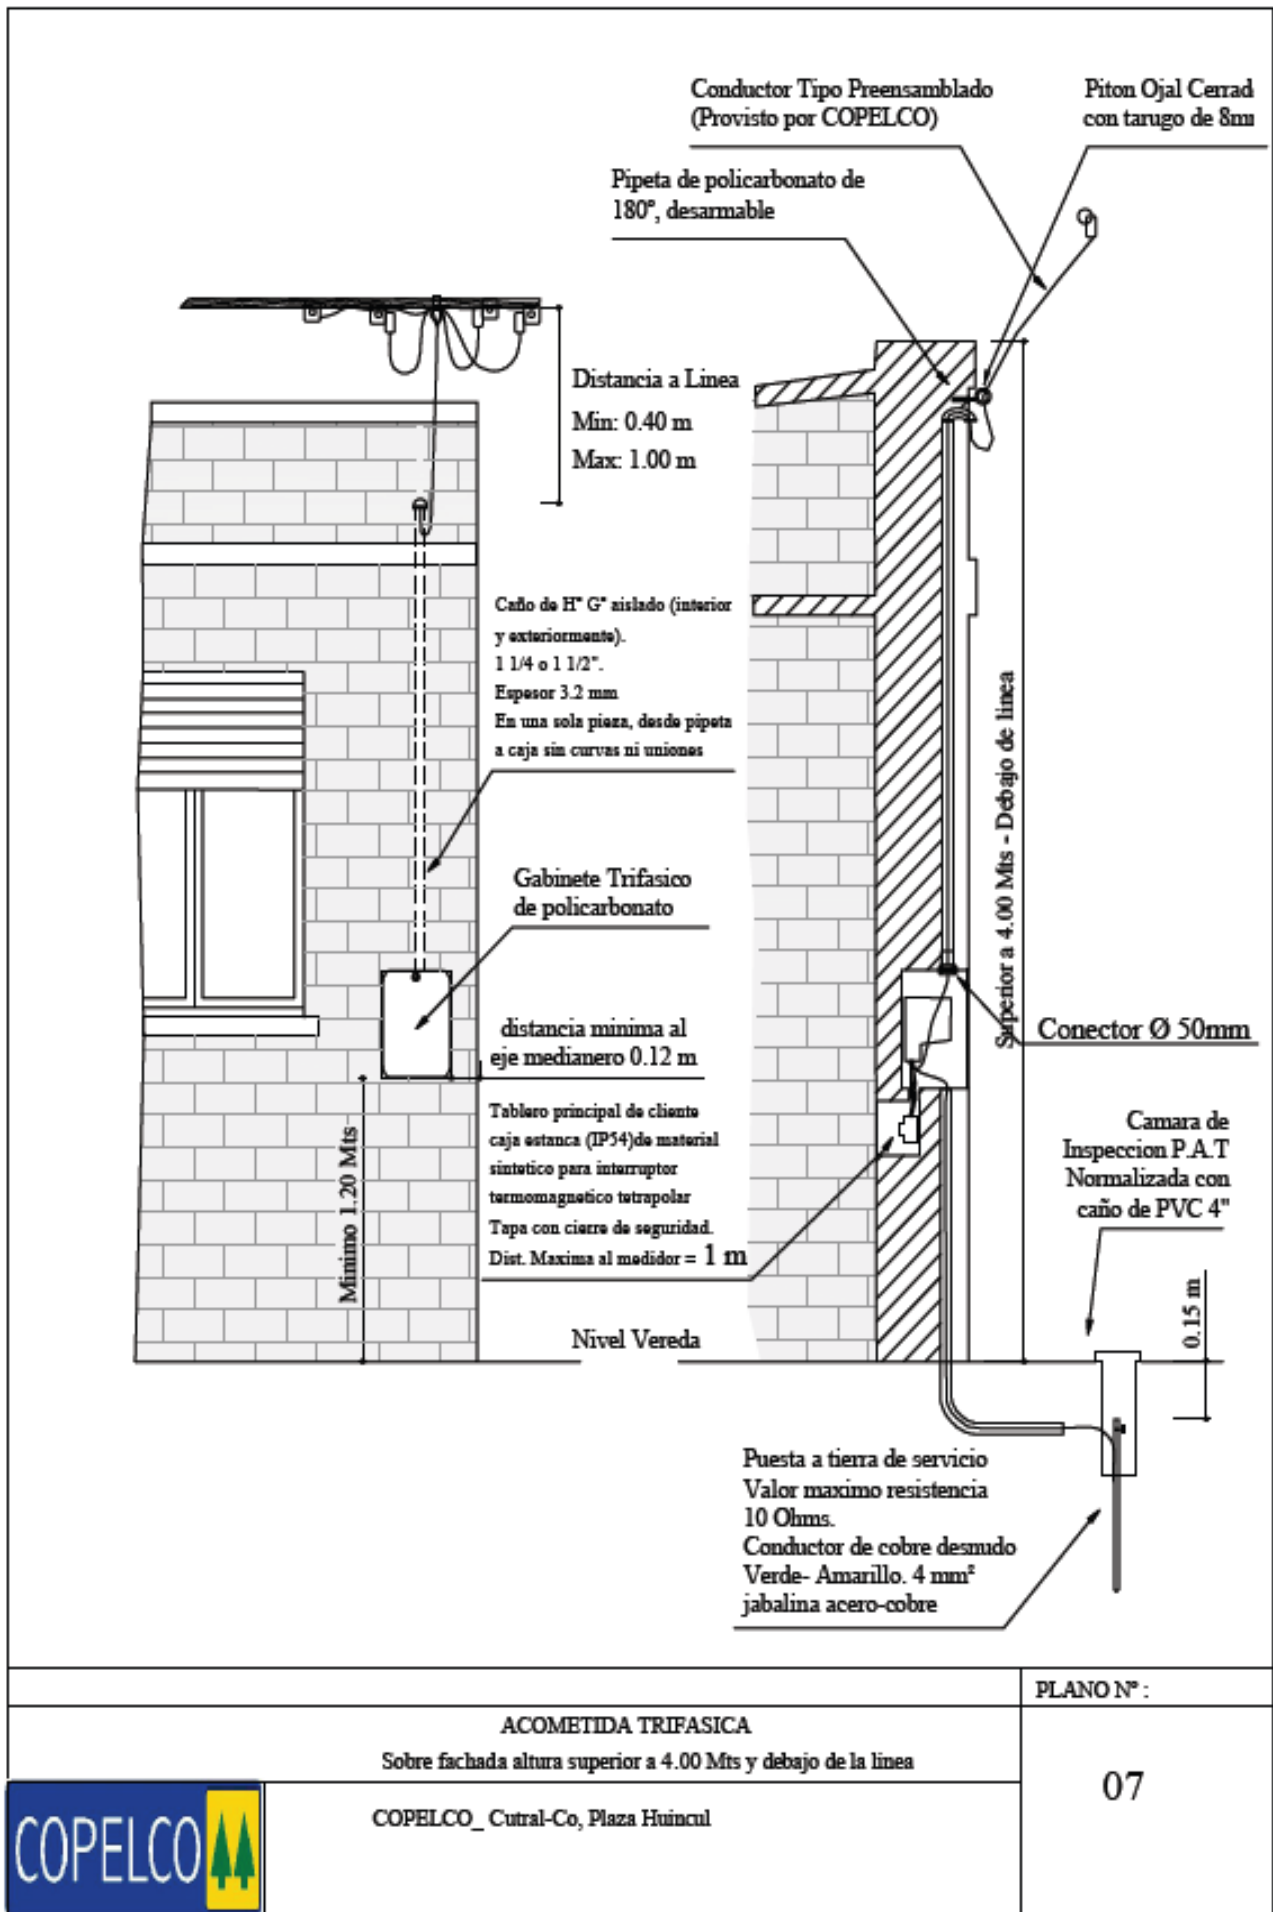 Conductor Tipo Preensamblado
(Provisto por COPELCO)
Piton Ojal Cerrad
con tarugo de 8m
Pipeta de policarbonato de
180°, desarmable
Distancia a Linea
Min: 0.40 m
Max: 1.00 m
Caño de H° G° aislado (interior
y exteriormente).
1 1/4 o 1 1/2".
Espesor 3.2 mm
En una sola pieza, desde pipeta
a caja sin curvas ni uniones
Superior a 4.00 Mts - Debajo de linea
Gabinete Trifasico
de policarbonato
distancia minima al
eje medianero 0.12 m
Conector Ø 50mm
Tablero principal de cliente
caja estanca (IP54)de material
sintetico para interruptor
termomagnetico tetrapolar
Tapa con cierre de seguridad.
Dist. Maxima al medidor = 1 m
Minimo 1.20 Mts
Camara de
Inspeccion P.A.T
Normalizada con
caño de PVC 4"
0.15 m
Nivel Vereda
Puesta a tierra de servicio
Valor maximo resistencia
10 Ohms.
Conductor de cobre desnudo
Verde- Amarillo. 4 mm²
jabalina acero-cobre
PLANO N° :
07
ACOMETIDA TRIFASICA
Sobre fachada altura superior a 4.00 Mts y debajo de la linea
COPELCO
COPELCO_ Cutral-Co, Plaza Huincul